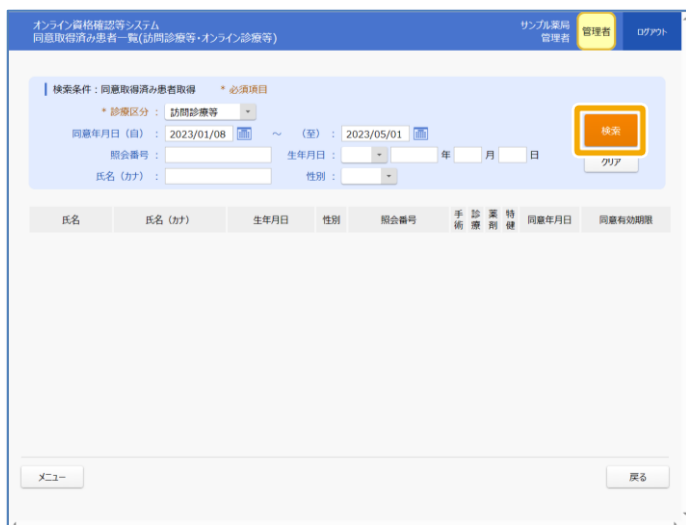 オンライン資格確認等システム
同意取得済み患者一覧(訪問診療等・オンライン診療等)
サンプル薬局
管理者
管理者
ログアウト
検索条件：同意取得済み患者取得 * 必須項目
* 診療区分 : 訪問診療等
同意年月日（自） : 2023/01/08 ～ （至） : 2023/05/01
検索
照会番号 : 生年月日 : 年 月 日
クリア
氏名（カナ） : 性別 :
氏名 氏名（カナ） 生年月日 性別 照会番号 手術 診療 薬剤 特健 同意年月日 同意有効期限
メニュー 戻る